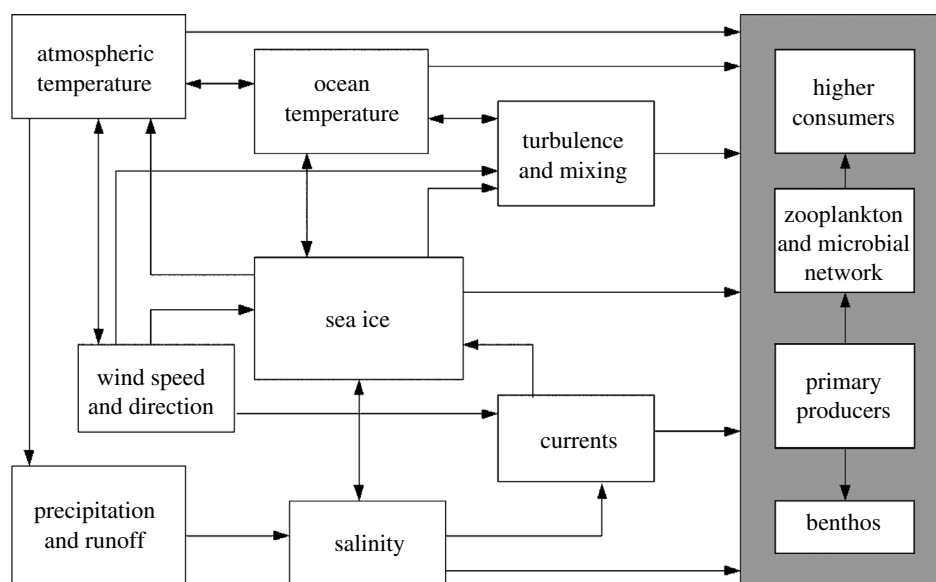 atmospheric
temperature
ocean
temperature
turbulence
and mixing
sea ice
wind speed
and direction
currents
precipitation
and runoff
salinity
higher
consumers
zooplankton
and microbial
network
primary
producers
benthos